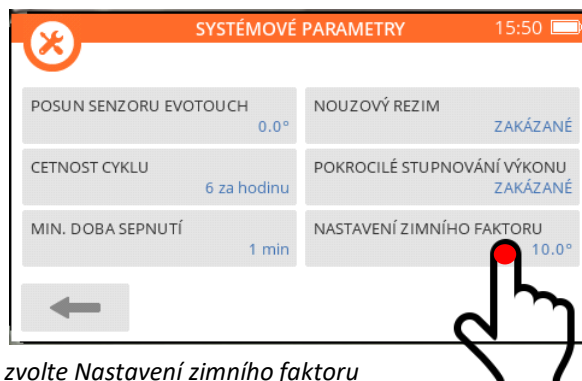 SYSTÉMOVÉ PARAMETRY 15:50
POSUN SENZORU EVOTOUCH
0.0°
NOUZOVÝ REZIM
ZAKÁZANÉ
CETNOST CYKLU
6 za hodinu
POKROCILÉ STUPNOVÁNÍ VÝKONU
ZAKÁZANÉ
MIN. DOBA SEPNUTÍ
1 min
NASTAVENÍ ZIMNÍHO FAKTORU
10.0°
zvolte Nastavení zimního faktoru